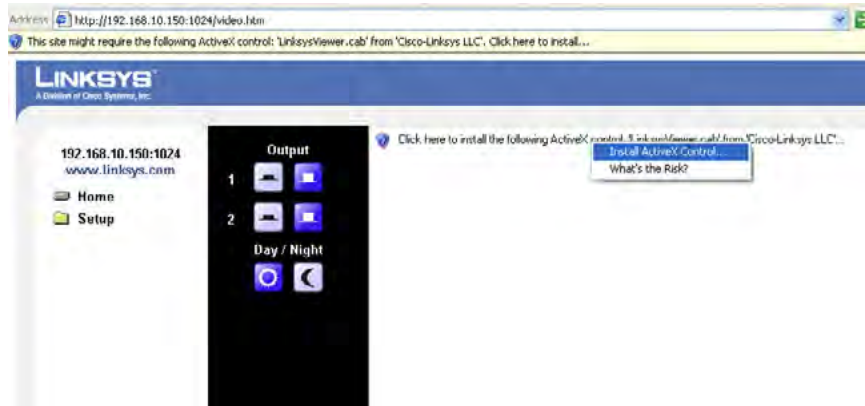 Address http://192.168.10.150:1024/video.htm
This site might require the following ActiveX control: 'LinksysViewer.cab' from 'Cisco-Linksys LLC'. Click here to install...
LINKSYS®
A Division of Cisco Systems, Inc.
192.168.10.150:1024
www.linksys.com
Home
Setup
Output
1
2
Day / Night
Click here to install the following ActiveX control: 'LinksysViewer.cab' from 'Cisco-Linksys LLC'...
Install ActiveX Control...
What's the Risk?